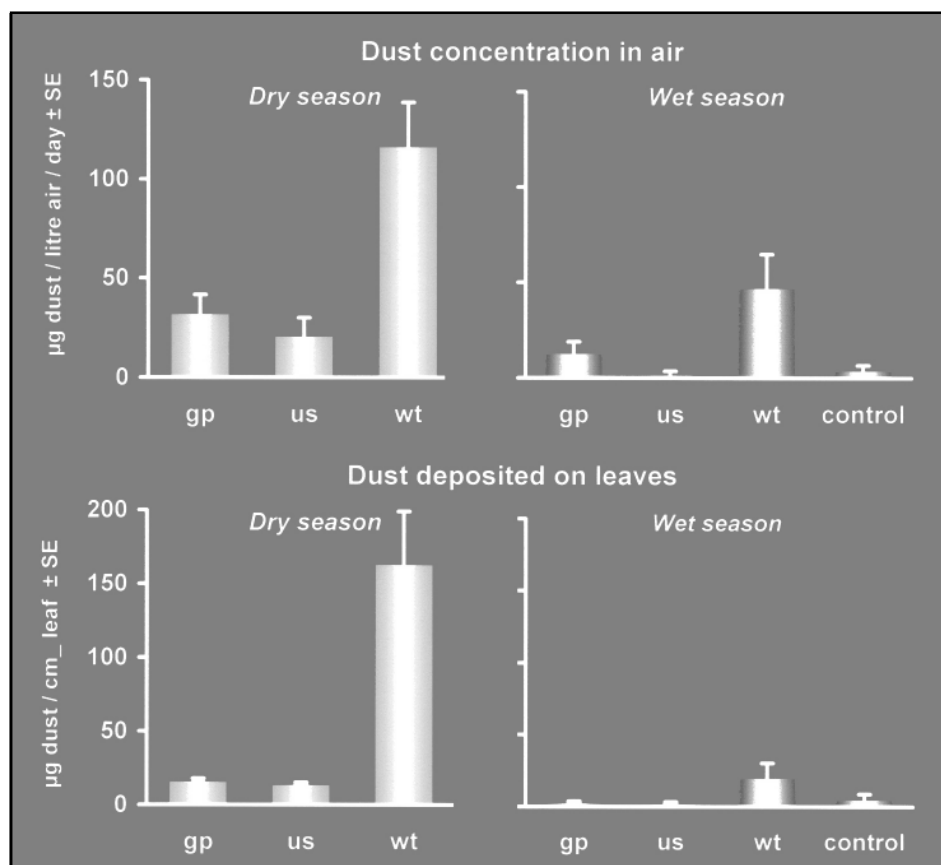 Dust concentration in air
Dry season
Wet season
µg dust / litre air / day ± SE
150
100
50
0
gp us wt
gp us wt control
Dust deposited on leaves
Dry season
Wet season
µg dust / cm_ leaf ± SE
200
150
100
50
0
gp us wt
gp us wt control